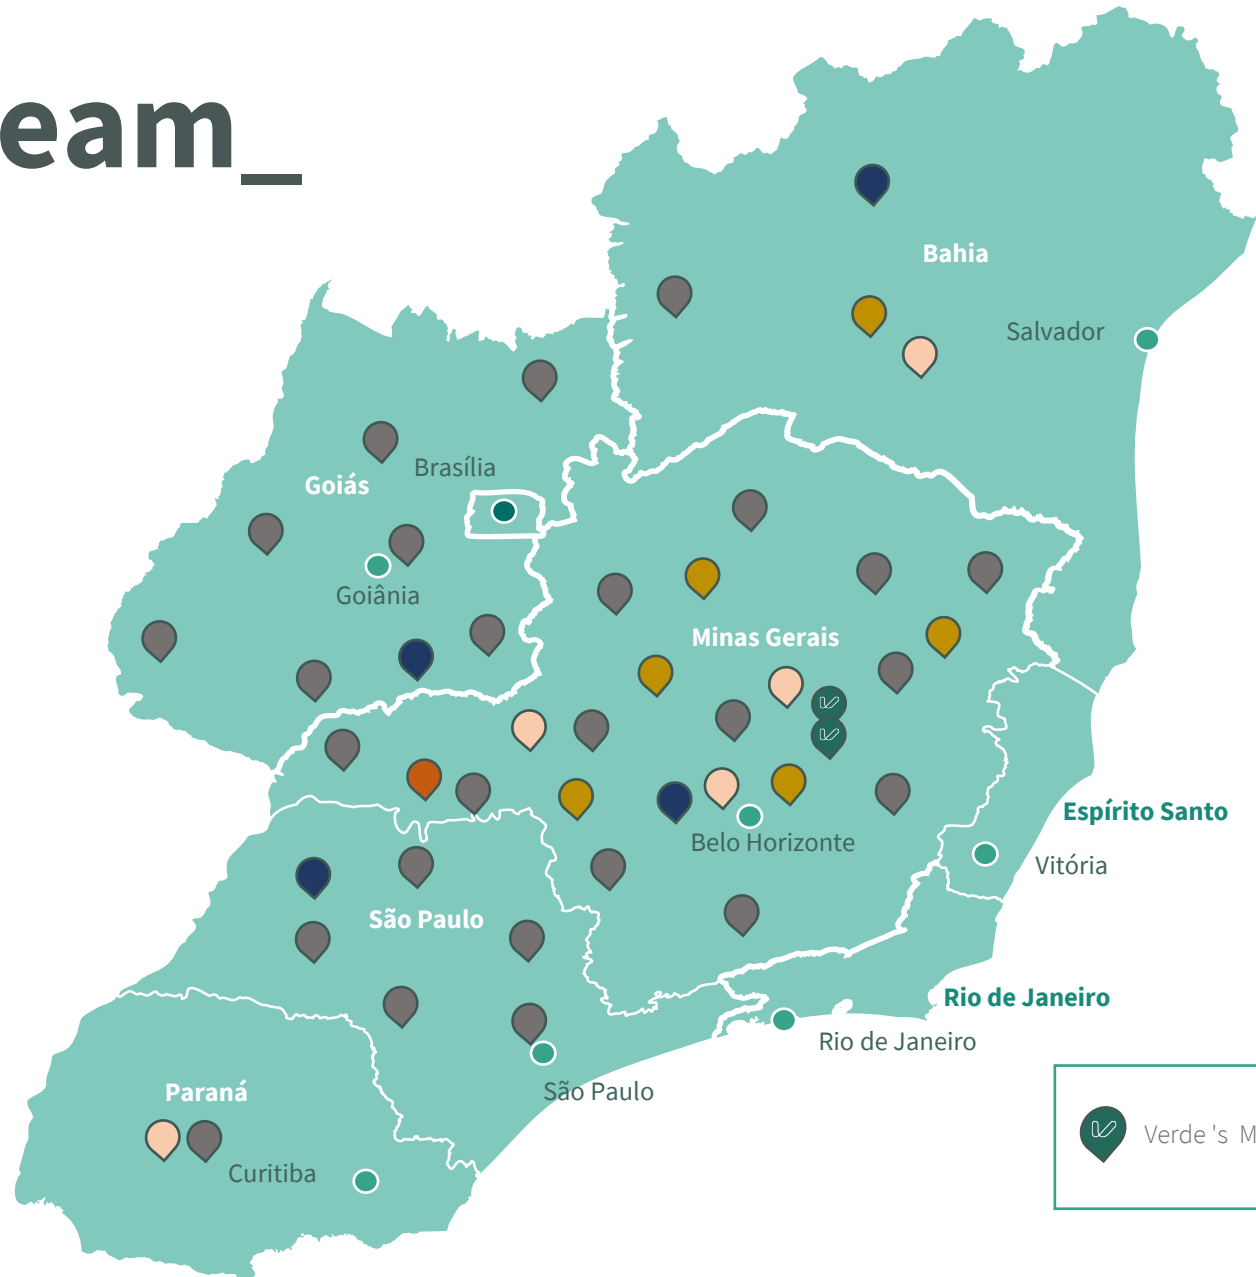 eam_
Bahia
Salvador
Brasília
Goiás
Goiânia
Minas Gerais
Espírito Santo
Belo Horizonte
Vitória
São Paulo
Rio de Janeiro
Rio de Janeiro
São Paulo
Paraná
Verde 's M
Curitiba